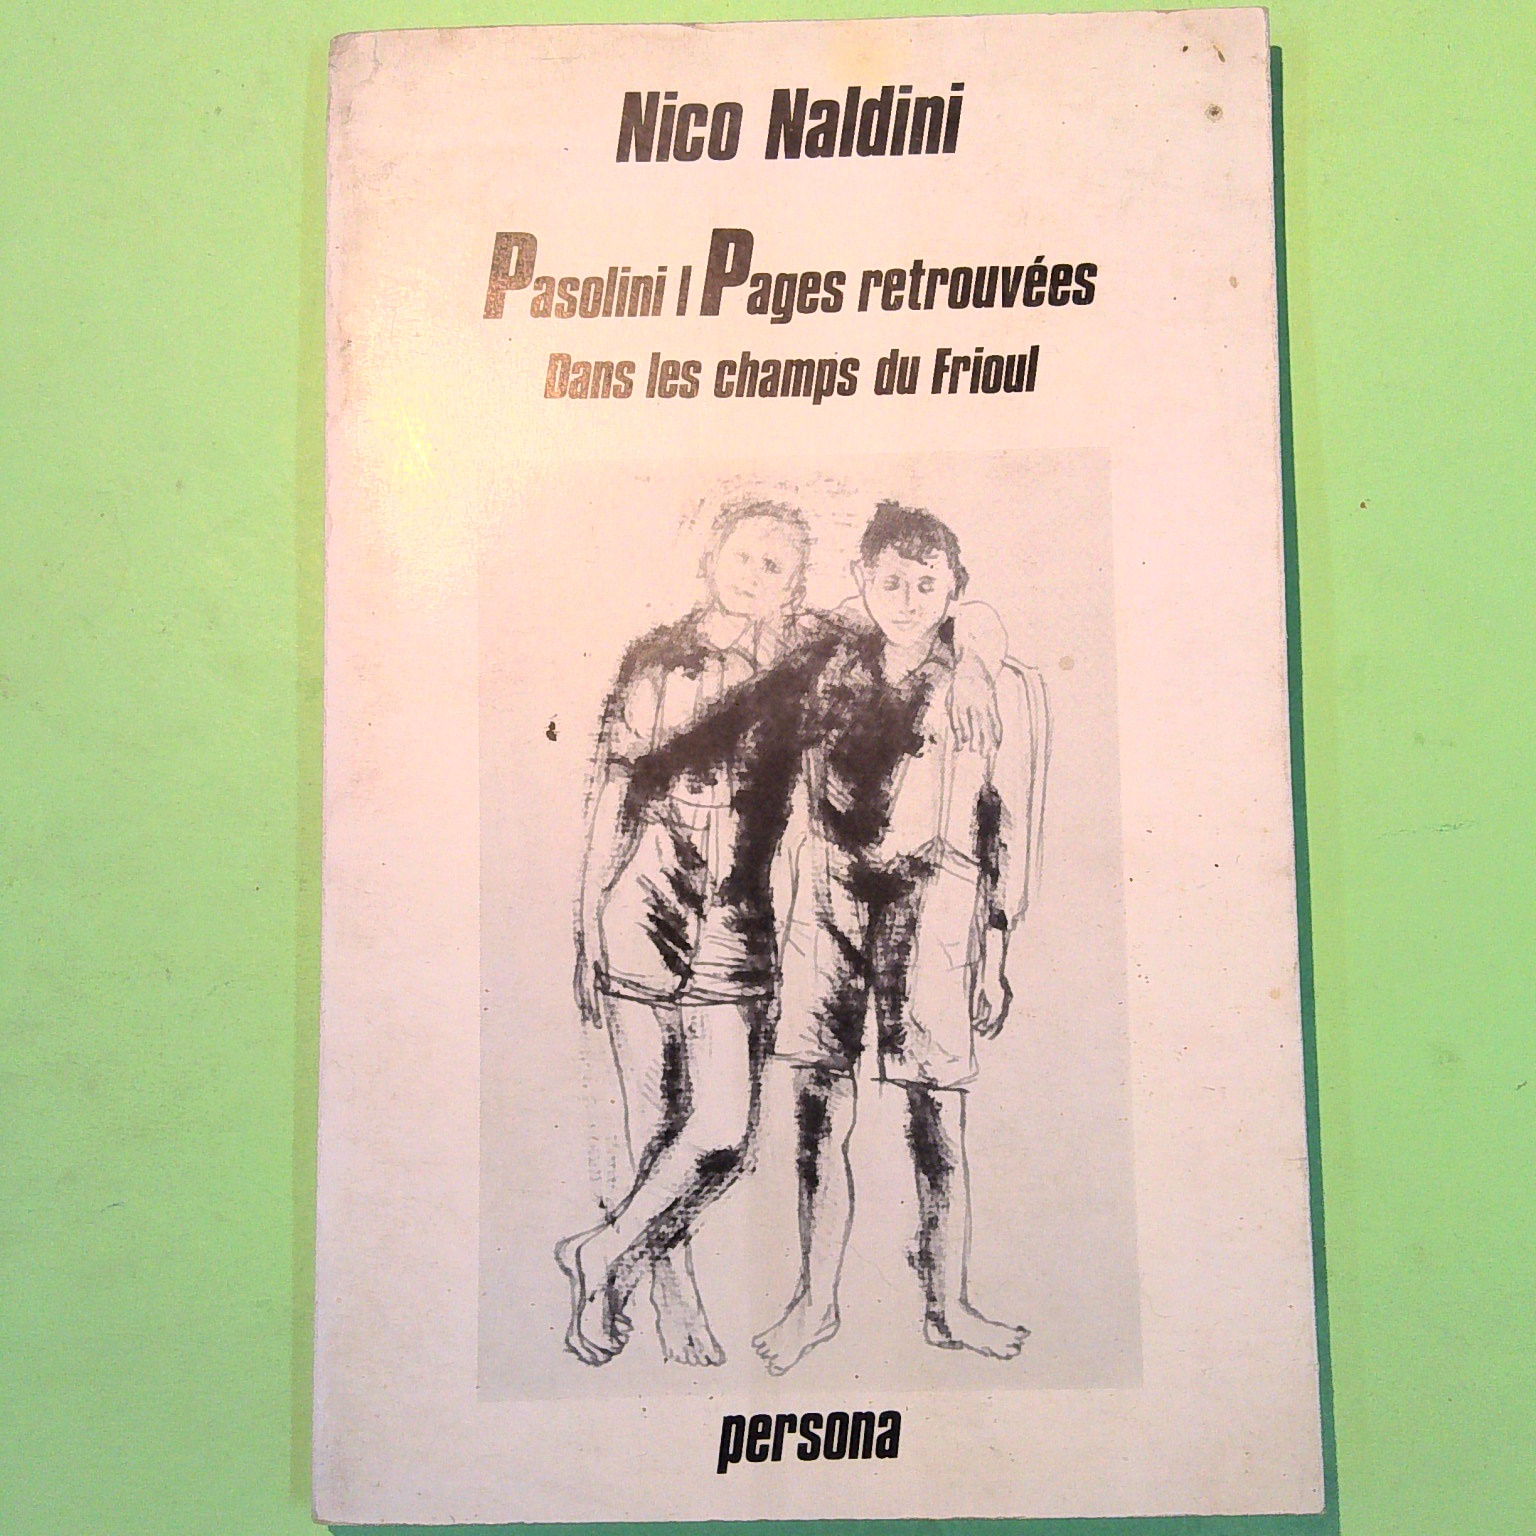 Nico Naldini
Pasolini | Pages retrouvées
Dans les champs du Frioul
persona